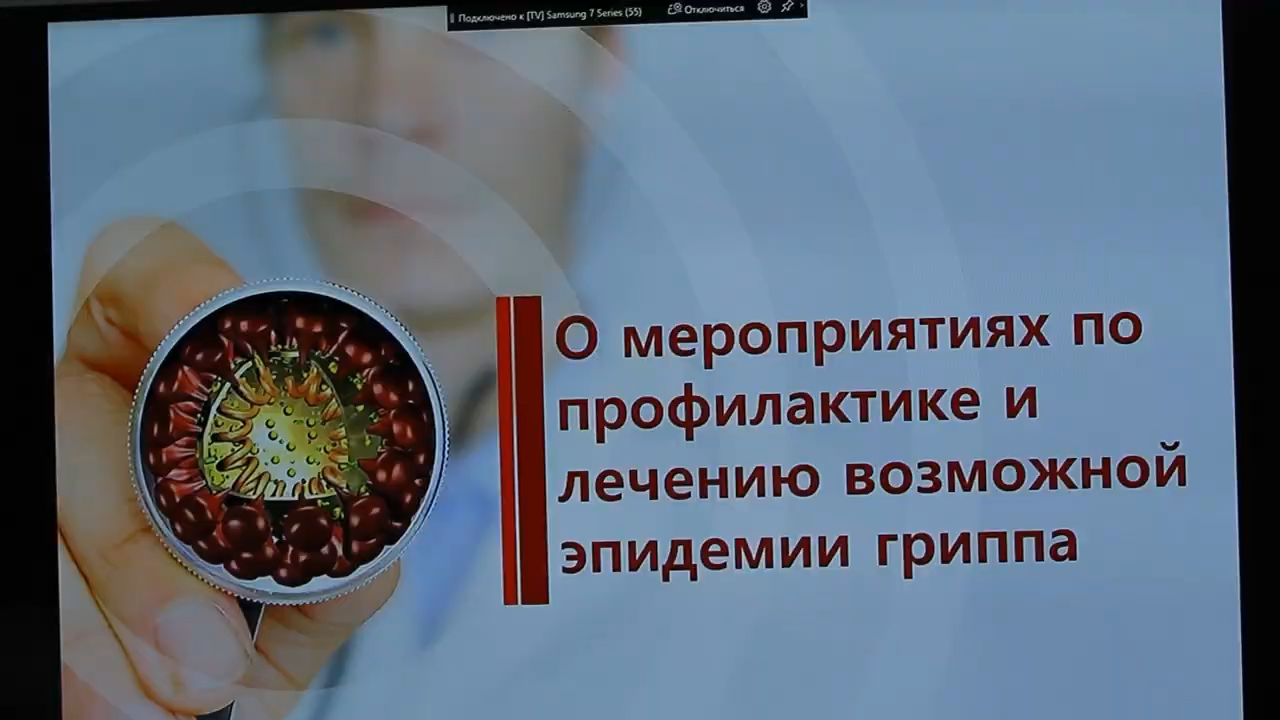 Подключено к [TV] Samsung 7 Series (55)
Отключиться
О мероприятиях по
профилактике и
лечению возможной
эпидемии гриппа